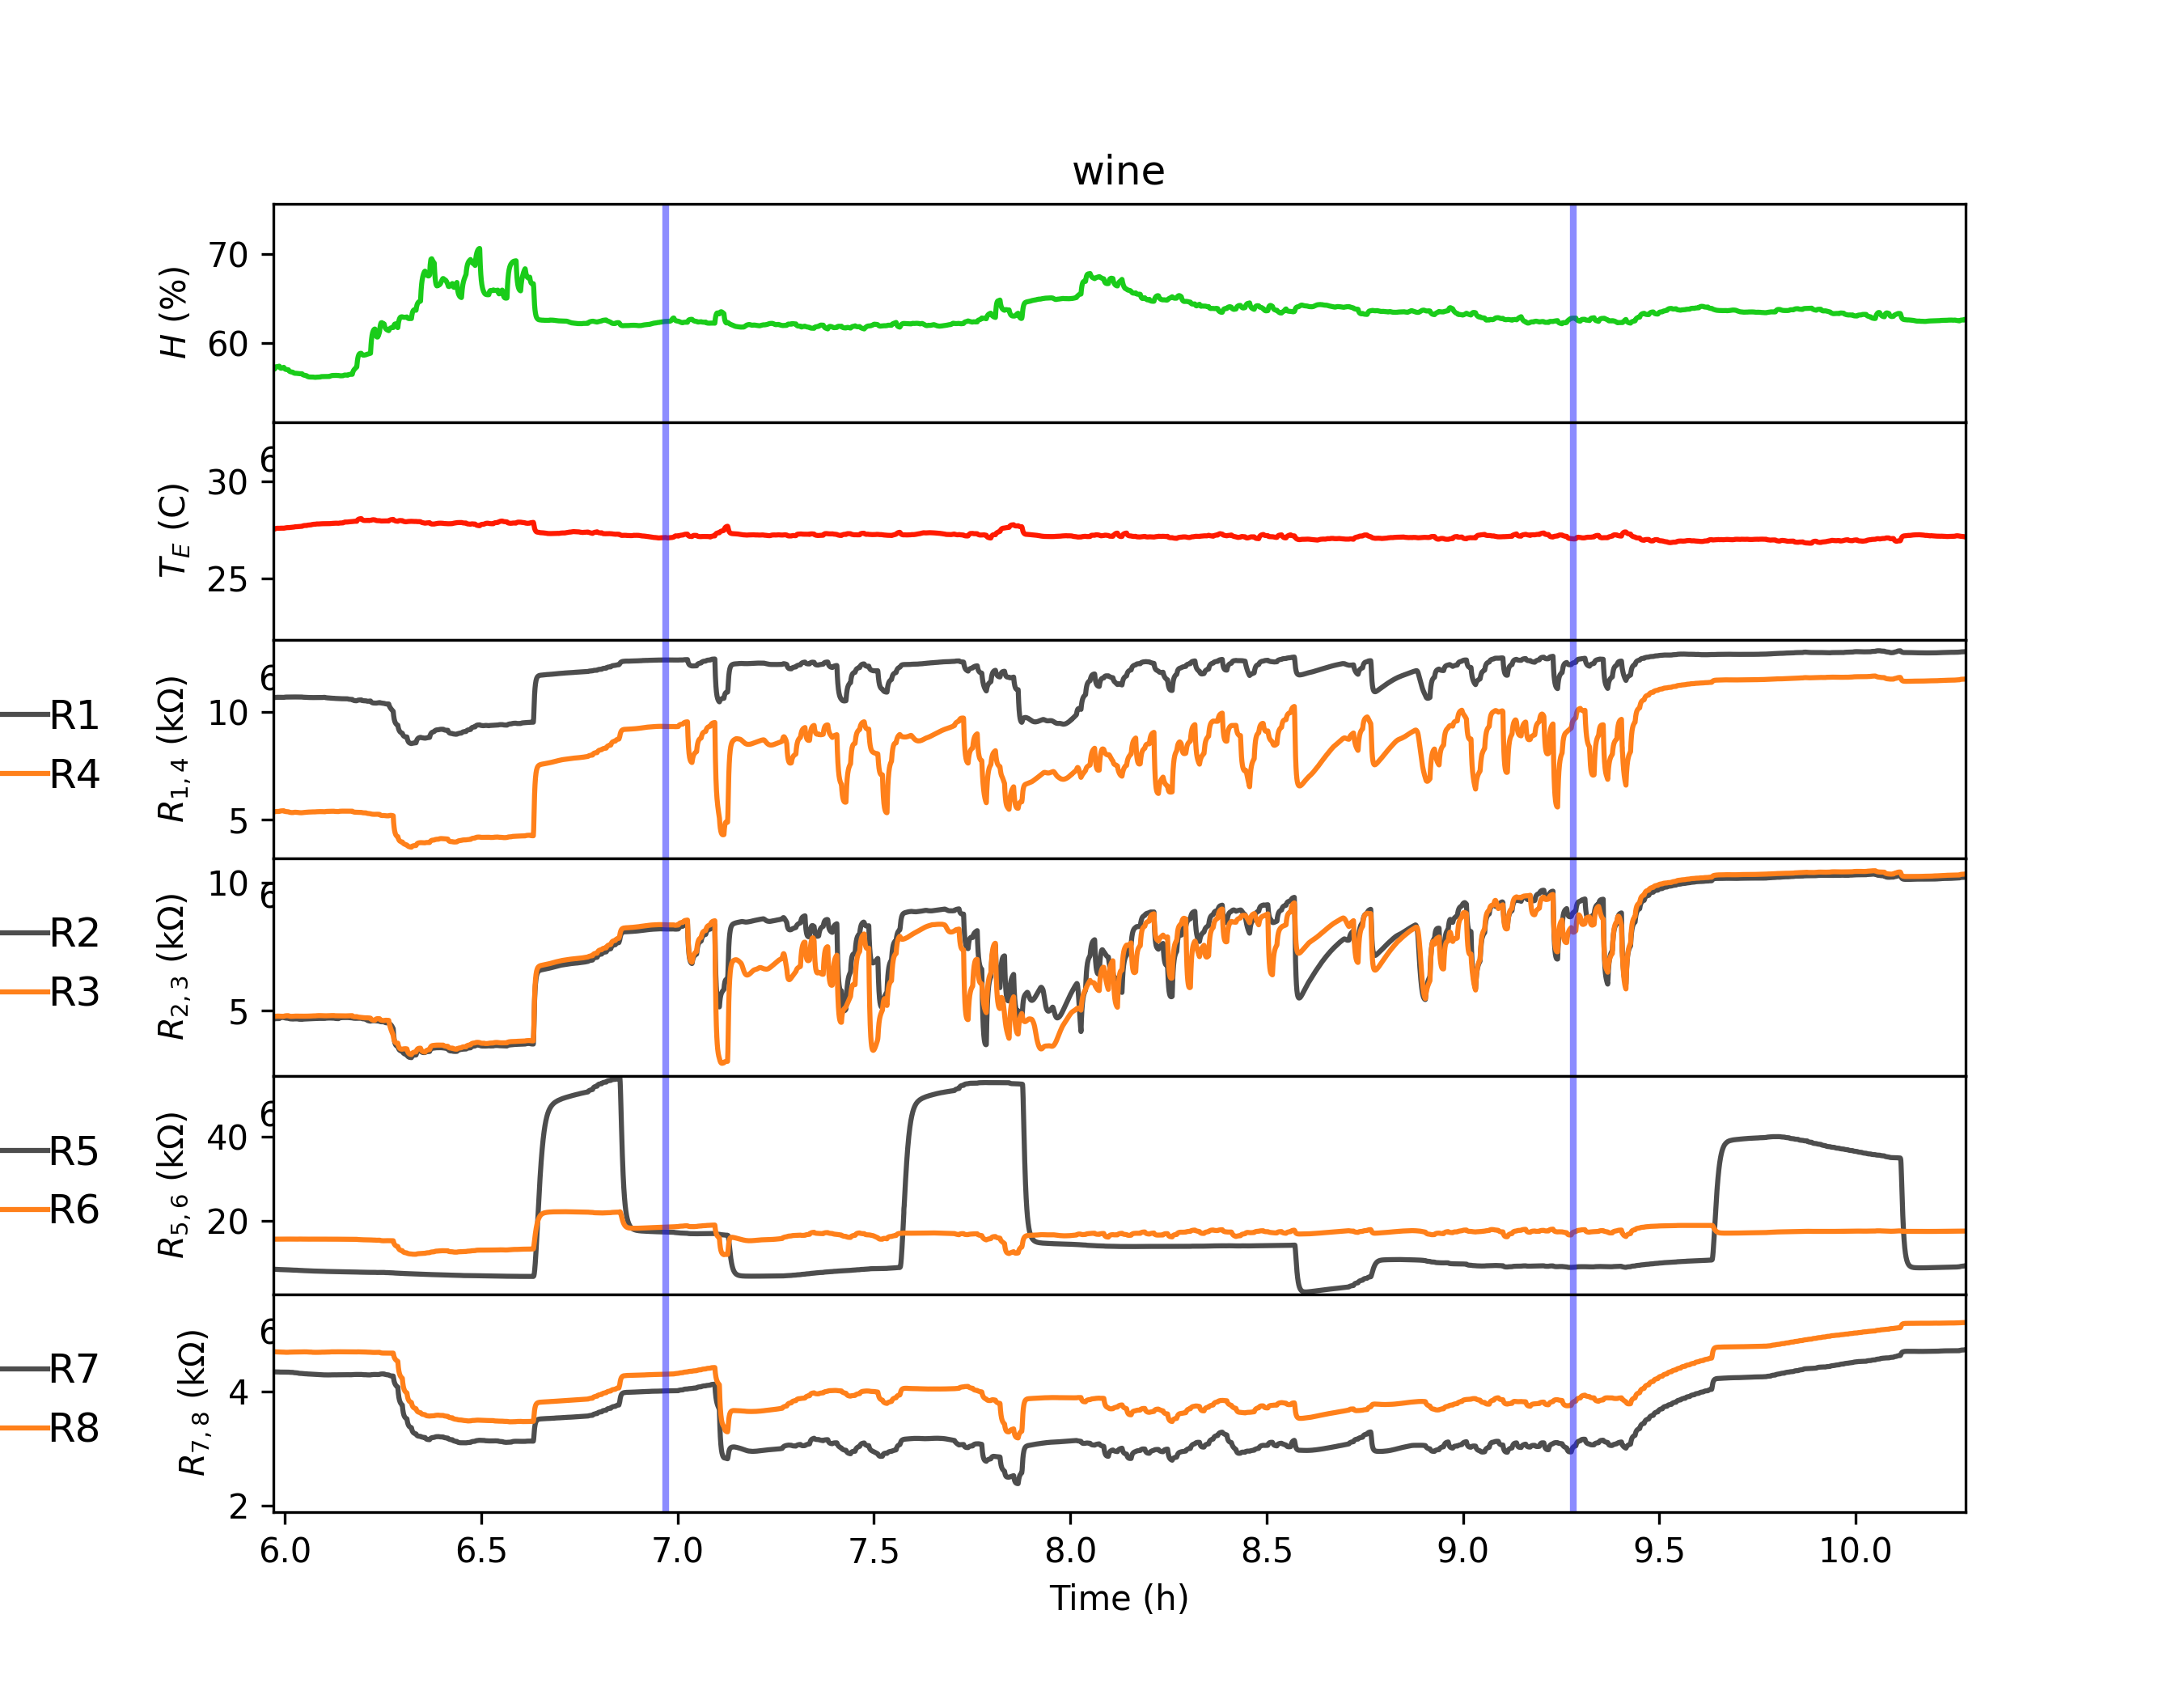 wine
70
60
H (%)
6
30
25
T_E (C)
6
10
5
R_1,4 (kΩ)
R1
R4
6
10
5
R_2,3 (kΩ)
R2
R3
6
40
20
R_5,6 (kΩ)
R5
R6
6
4
2
R_7,8 (kΩ)
R7
R8
6.0 6.5 7.0 7.5 8.0 8.5 9.0 9.5 10.0
Time (h)